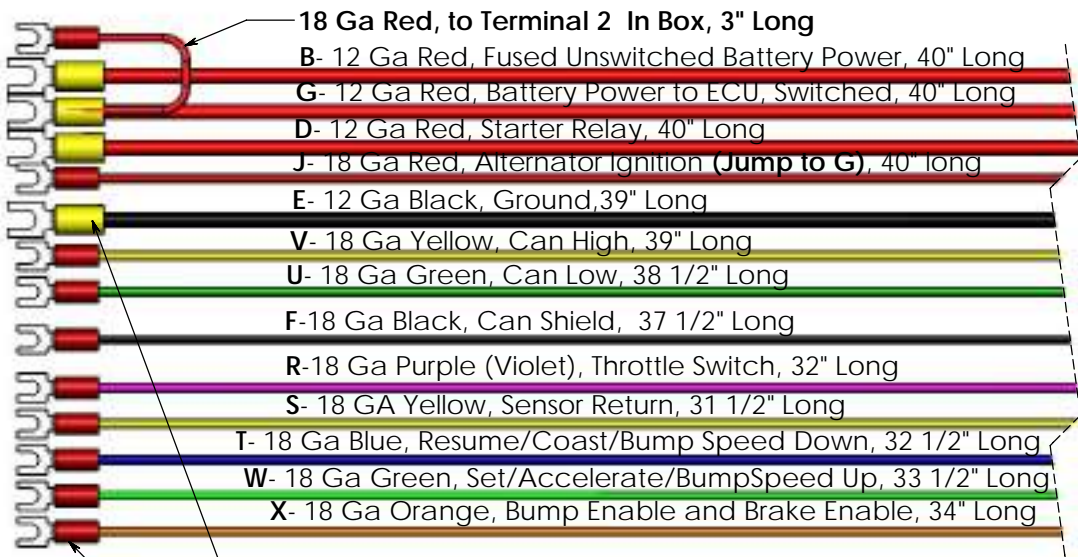 18 Ga Red, to Terminal 2 In Box, 3" Long
B- 12 Ga Red, Fused Unswitched Battery Power, 40" Long
G- 12 Ga Red, Battery Power to ECU, Switched, 40" Long
D- 12 Ga Red, Starter Relay, 40" Long
J- 18 Ga Red, Alternator Ignition (Jump to G), 40" long
E- 12 Ga Black, Ground,39" Long
V- 18 Ga Yellow, Can High, 39" Long
U- 18 Ga Green, Can Low, 38 1/2" Long
F-18 Ga Black, Can Shield, 37 1/2" Long
R-18 Ga Purple (Violet), Throttle Switch, 32" Long
S- 18 GA Yellow, Sensor Return, 31 1/2" Long
T- 18 Ga Blue, Resume/Coast/Bump Speed Down, 32 1/2" Long
W- 18 Ga Green, Set/Accelerate/BumpSpeed Up, 33 1/2" Long
X- 18 Ga Orange, Bump Enable and Brake Enable, 34" Long